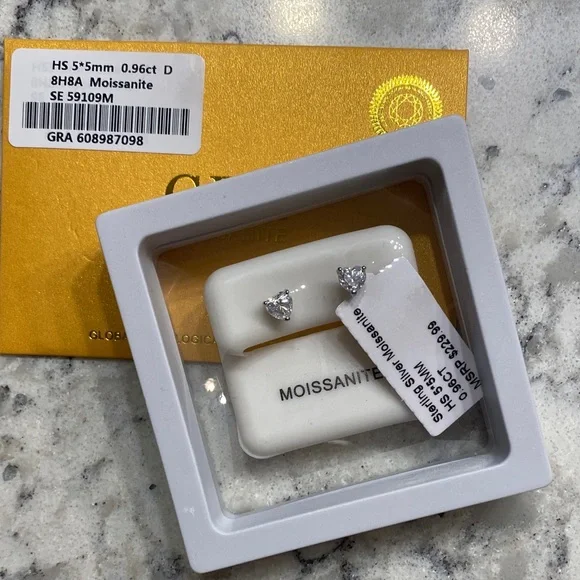 HS 5*5mm 0.96ct D
8H8A Moissanite
SE 59109M
GRA 608987098
MOISSANITE
Sterling Silver Moissanite
HS 5*5MM
0.96CT
MSRP $229.99